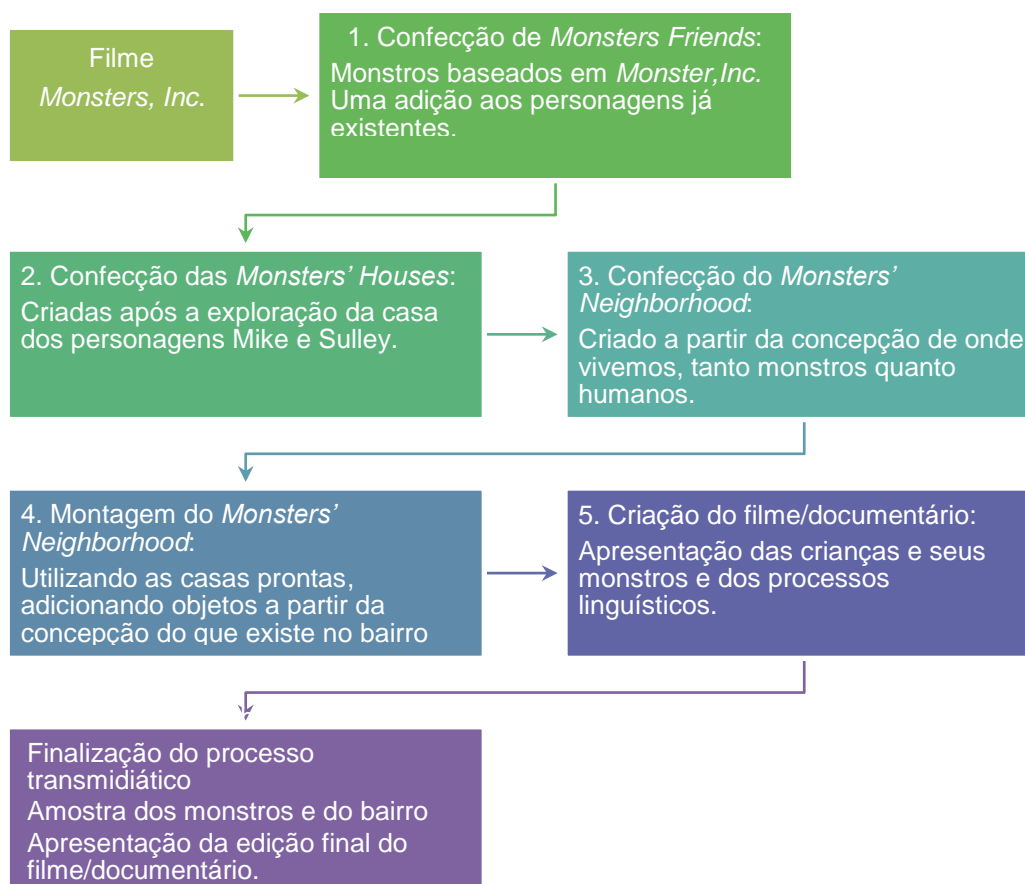 Filme
Monsters, Inc.
1. Confecção de Monsters Friends:
Monstros baseados em Monster,Inc.
Uma adição aos personagens já
existentes.
2. Confecção das Monsters' Houses:
Criadas após a exploração da casa
dos personagens Mike e Sulley.
3. Confecção do Monsters'
Neighborhood:
Criado a partir da concepção de onde
vivemos, tanto monstros quanto
humanos.
4. Montagem do Monsters'
Neighborhood:
Utilizando as casas prontas,
adicionando objetos a partir da
concepção do que existe no bairro
5. Criação do filme/documentário:
Apresentação das crianças e seus
monstros e dos processos
linguísticos.
Finalização do processo
transmidiático
Amostra dos monstros e do bairro
Apresentação da edição final do
filme/documentário.